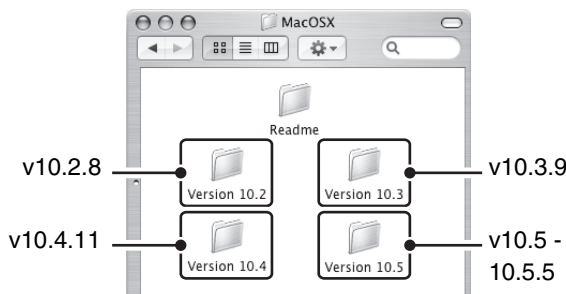 MacOSX
Readme
v10.2.8
Version 10.2
Version 10.3
v10.3.9
v10.4.11
Version 10.4
Version 10.5
v10.5 -
10.5.5